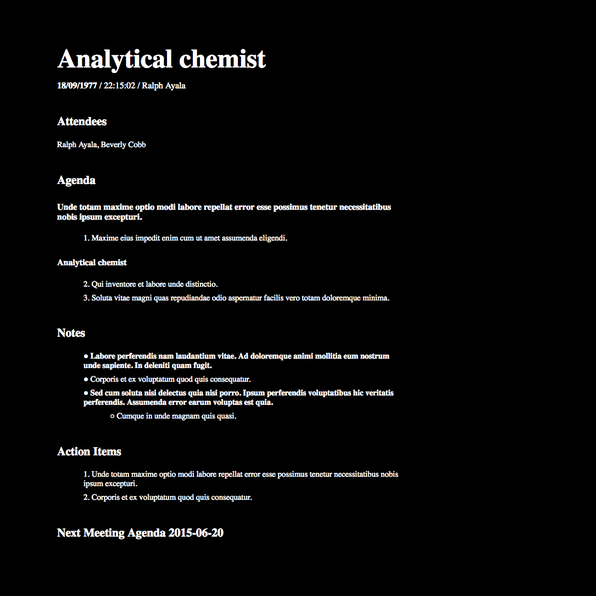 Analytical chemist
18/09/1977 / 22:15:02 / Ralph Ayala
Attendees
Ralph Ayala, Beverly Cobb
Agenda
Unde totam maxime optio modi labore repellat error esse possimus tenetur necessitatibus
nobis ipsum excepturi.
1. Maxime eius impedit enim cum ut amet assumenda eligendi.
Analytical chemist
2. Qui inventore et labore unde distinctio.
3. Soluta vitae magni quas repudiandae odio aspernatur facilis vero totam doloremque minima.
Notes
● Labore perferendis nam laudantium vitae. Ad doloremque animi mollitia eum nostrum
unde sapiente. In deleniti quam fugit.
● Corporis et ex voluptatum quod quis consequatur.
● Sed cum soluta nisi delectus quia nisi porro. Ipsum perferendis voluptatibus hic veritatis
perferendis. Assumenda error earum voluptas est quia.
○ Cumque in unde magnam quis quasi.
Action Items
1. Unde totam maxime optio modi labore repellat error esse possimus tenetur necessitatibus nobis
ipsum excepturi.
2. Corporis et ex voluptatum quod quis consequatur.
Next Meeting Agenda 2015-06-20